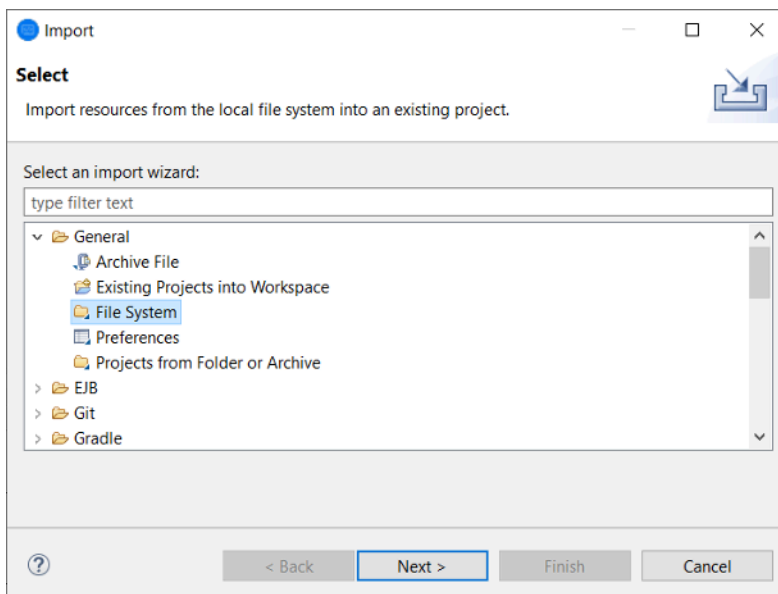 Import
Select
Import resources from the local file system into an existing project.
Select an import wizard:
type filter text
General
Archive File
Existing Projects into Workspace
File System
Preferences
Projects from Folder or Archive
EJB
Git
Gradle
? < Back Next > Finish Cancel